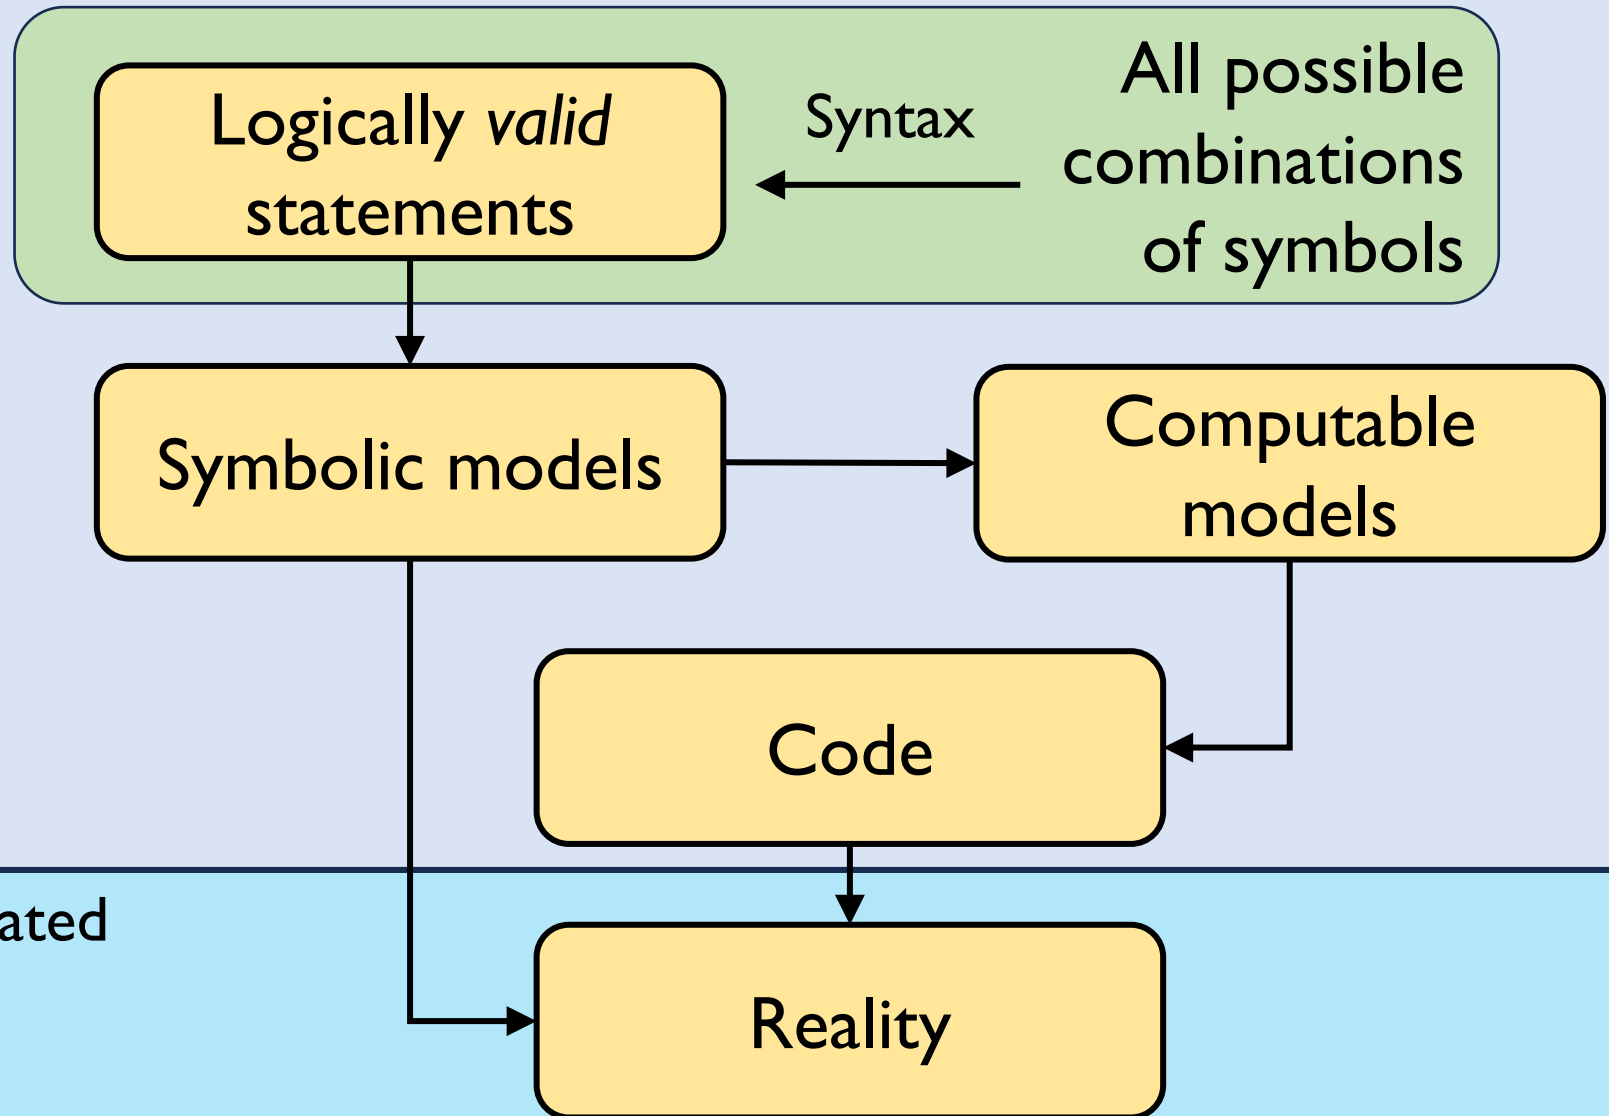 Logically valid
statements
Syntax
All possible
combinations
of symbols
Symbolic models
Computable
models
Code
ated
Reality